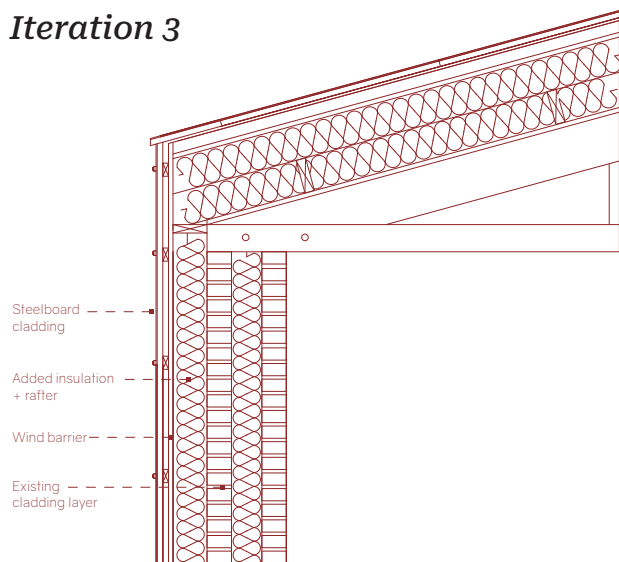 Iteration 3
Steelboard
cladding
Added insulation
+ rafter
Wind barrier
Existing
cladding layer